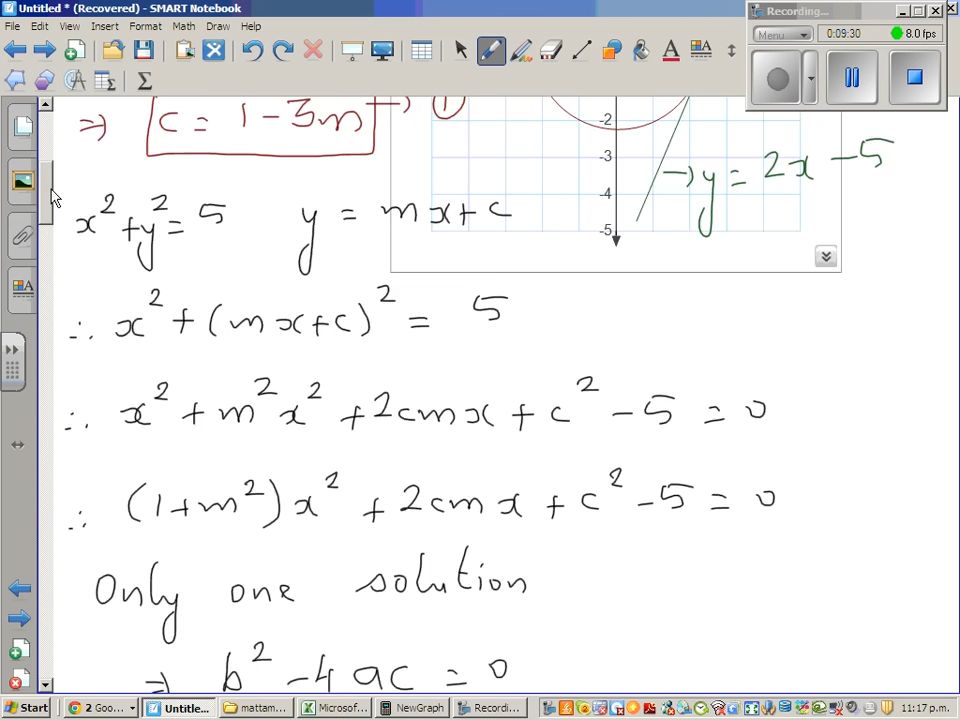 Untitled * (Recovered) - SMART Notebook
File Edit View Insert Format Math Draw Help
Recording...
Menu 0:09:30 8.0 fps
⇒ c = 1 - 3m → ①
-2
-3
-4
-5
→ y = 2x - 5
x² + y² = 5 y = mx + c
∴ x² + (mx+c)² = 5
∴ x² + m²x² + 2cmx + c² - 5 = 0
∴ (1+m²)x² + 2cmx + c² - 5 = 0
Only one solution
⇒ b² - 4ac = 0
Start 2 Goo... Untitle... mattam... Microsof... NewGraph Recordi... 11:17 p.m.